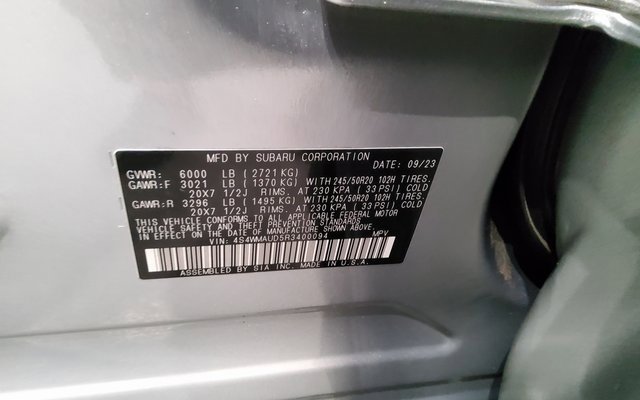 MFD BY SUBARU CORPORATION
GVWR: 6000 LB ( 2721 KG) DATE: 09/23
GAWR:F 3021 LB ( 1370 KG) WITH 245/50R20 102H TIRES,
20X7 1/2J RIMS, AT 230 KPA ( 33 PSI) COLD
GAWR:R 3296 LB ( 1495 KG) WITH 245/50R20 102H TIRES,
20X7 1/2J RIMS, AT 230 KPA ( 33 PSI) COLD
THIS VEHICLE CONFORMS TO ALL APPLICABLE FEDERAL MOTOR
VEHICLE SAFETY AND THEFT PREVENTION STANDARDS
IN EFFECT ON THE DATE OF MANUFACTURE SHOWN ABOVE.
VIN: 4S4WMAUD5R3400094 MPV
ASSEMBLED BY SIA INC. MADE IN U.S.A.